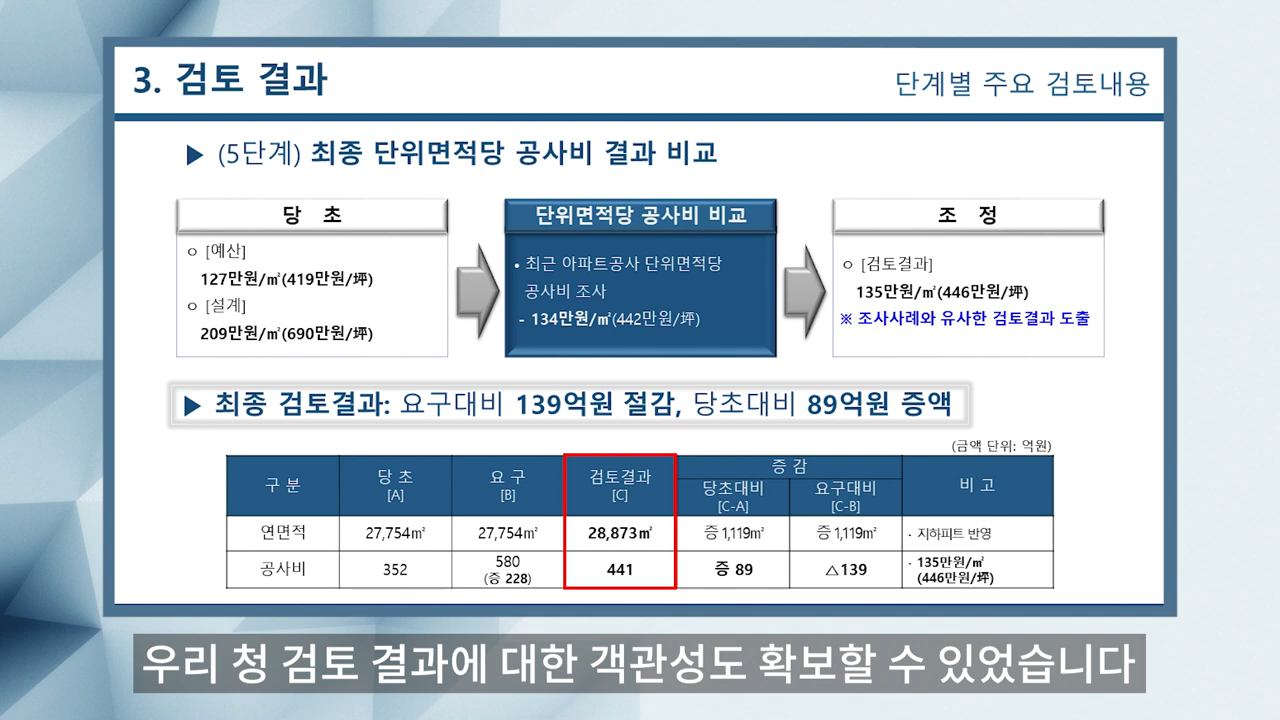 3. 검토 결과
단계별 주요 검토내용
▶ (5단계) 최종 단위면적당 공사비 결과 비교
당 초
○ [예산]
127만원/㎡(419만원/坪)
○ [설계]
209만원/㎡(690만원/坪)
단위면적당 공사비 비교
• 최근 아파트공사 단위면적당
공사비 조사
- 134만원/㎡(442만원/坪)
조 정
○ [검토결과]
135만원/㎡(446만원/坪)
※ 조사사례와 유사한 검토결과 도출
▶ 최종 검토결과: 요구대비 139억원 절감, 당초대비 89억원 증액
(금액 단위: 억원)
구 분 당 초 [A] 요 구 [B] 검토결과 [C] 증 감 비 고
당초대비 [C-A] 요구대비 [C-B]
연면적 27,754㎡ 27,754㎡ 28,873㎡ 증 1,119㎡ 증 1,119㎡ · 지하피트 반영
공사비 352 580 (증 228) 441 증 89 △139 · 135만원/㎡ (446만원/坪)
우리 청 검토 결과에 대한 객관성도 확보할 수 있었습니다